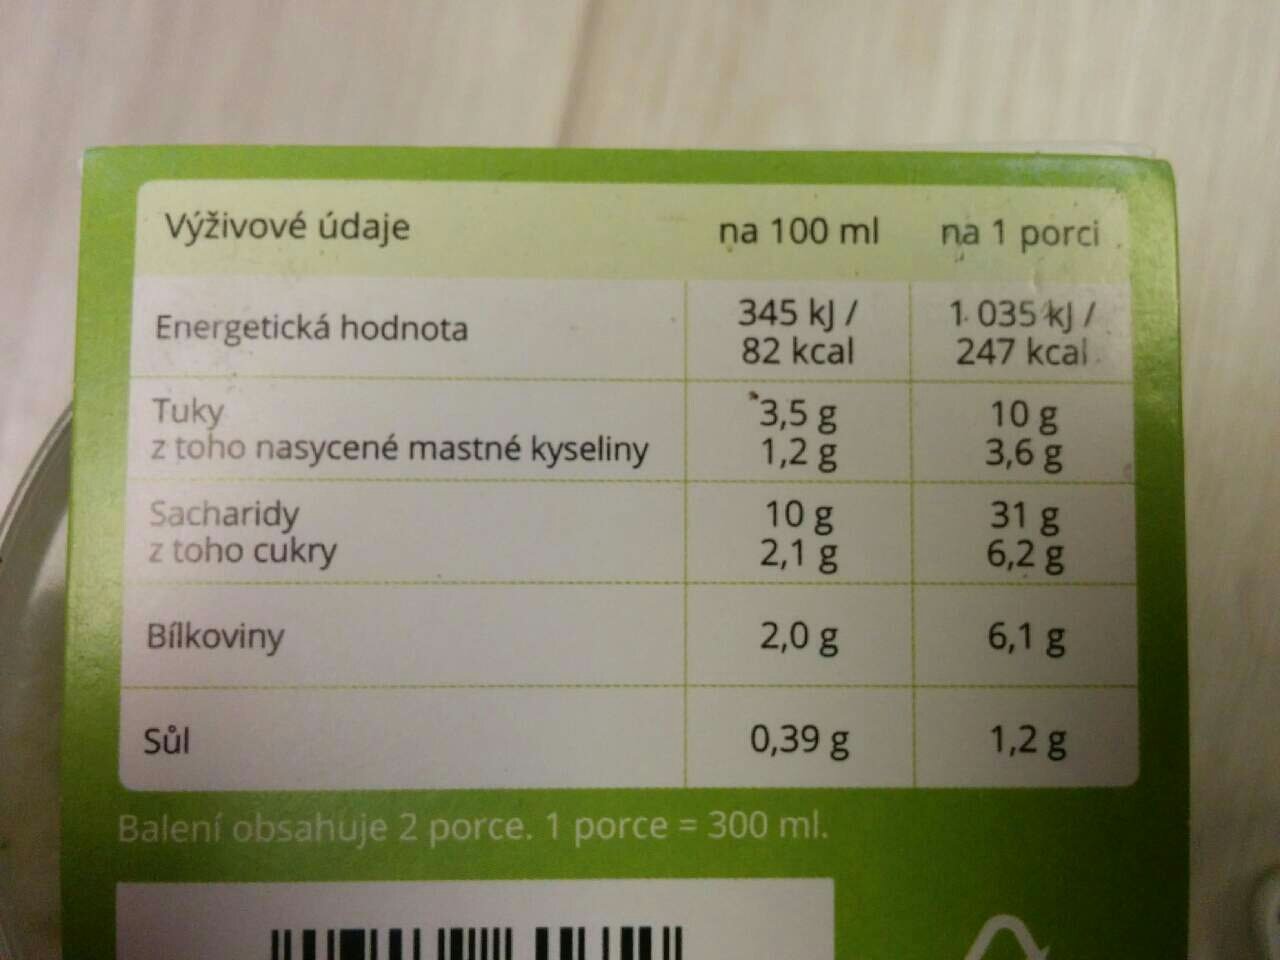 Výživové údaje na 100 ml na 1 porci
Energetická hodnota 345 kJ / 1 035 kJ /
82 kcal 247 kcal
Tuky 3,5 g 10 g
z toho nasycené mastné kyseliny 1,2 g 3,6 g
Sacharidy 10 g 31 g
z toho cukry 2,1 g 6,2 g
Bílkoviny 2,0 g 6,1 g
Sůl 0,39 g 1,2 g
Balení obsahuje 2 porce. 1 porce = 300 ml.